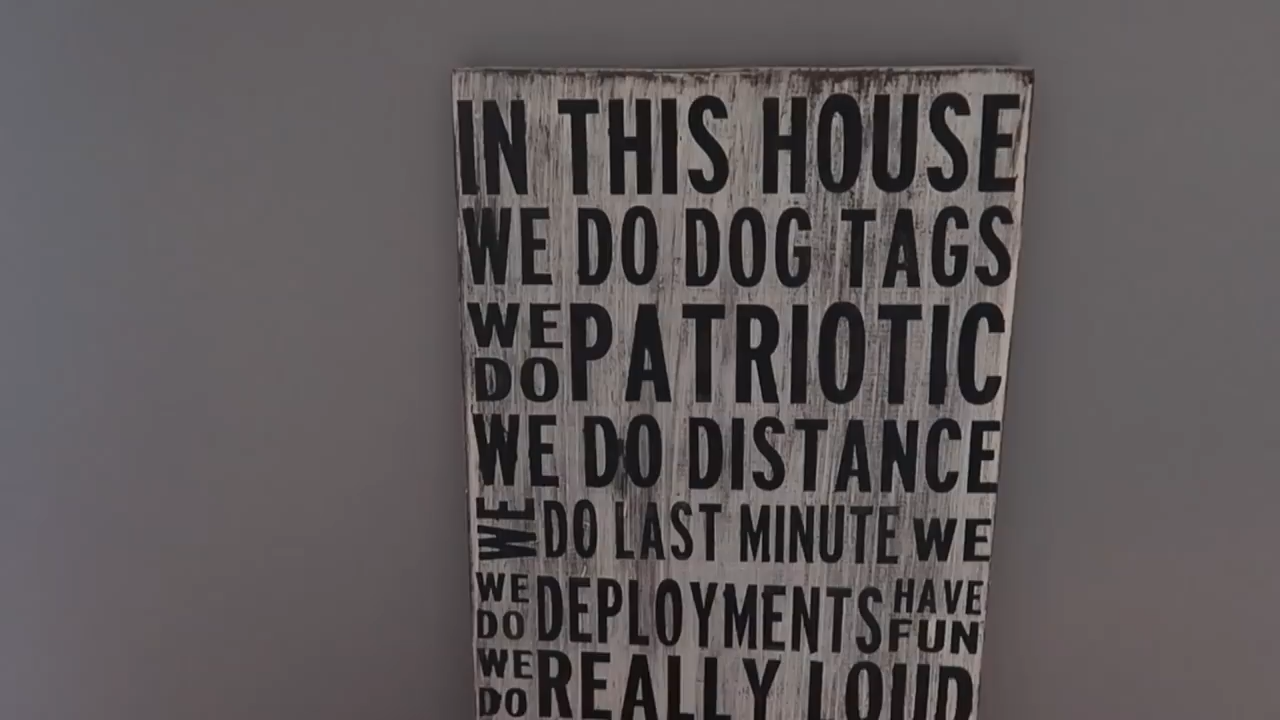 IN THIS HOUSE
WE DO DOG TAGS
WE DO PATRIOTIC
WE DO DISTANCE
WE DO LAST MINUTE WE
WE DO DEPLOYMENTS HAVE FUN
WE DO REALLY LOUD